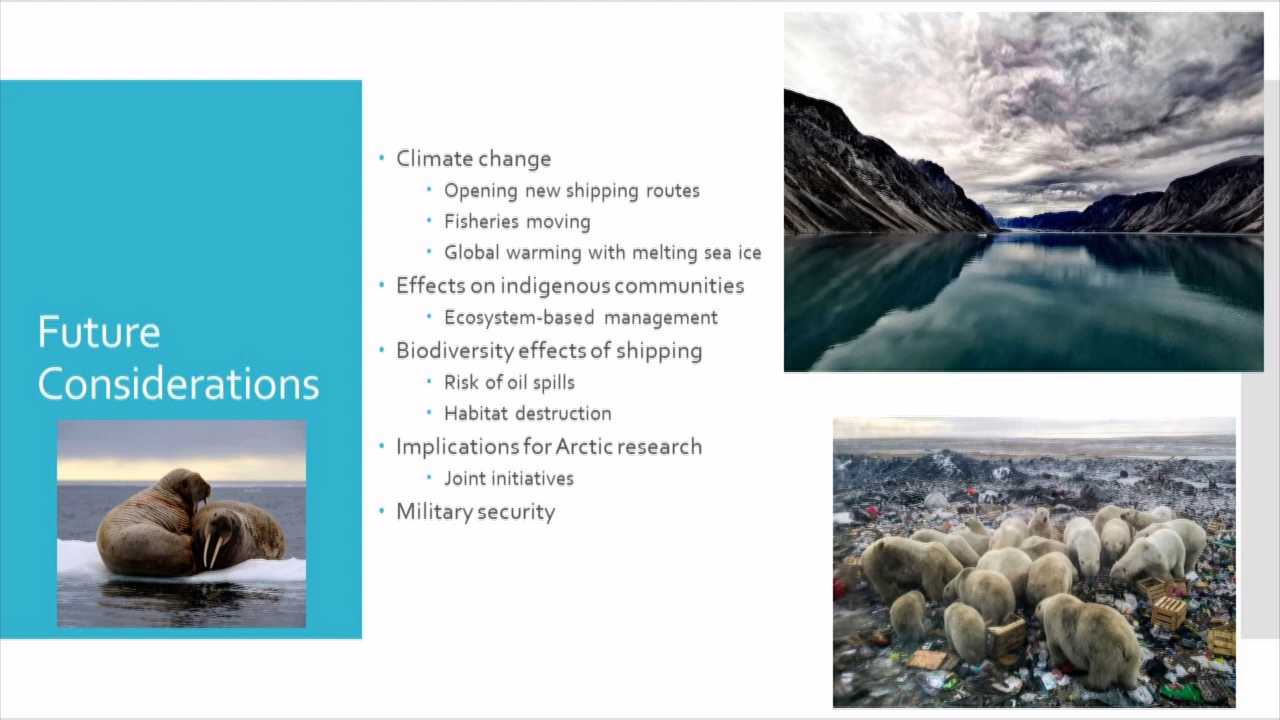 Future
Considerations
Climate change
Opening new shipping routes
Fisheries moving
Global warming with melting sea ice
Effects on indigenous communities
Ecosystem-based management
Biodiversity effects of shipping
Risk of oil spills
Habitat destruction
Implications for Arctic research
Joint initiatives
Military security